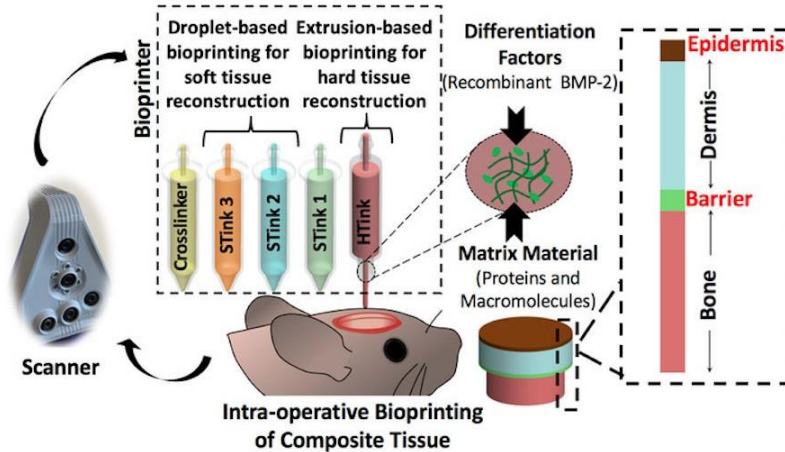 Droplet-based
bioprinting for
soft tissue
reconstruction
Extrusion-based
bioprinting for
hard tissue
reconstruction
Bioprinter
Crosslinker
STink 3
STink 2
STink 1
HTink
Differentiation
Factors
(Recombinant BMP-2)
Matrix Material
(Proteins and
Macromolecules)
Epidermis
Dermis
Barrier
Bone
Scanner
Intra-operative Bioprinting
of Composite Tissue